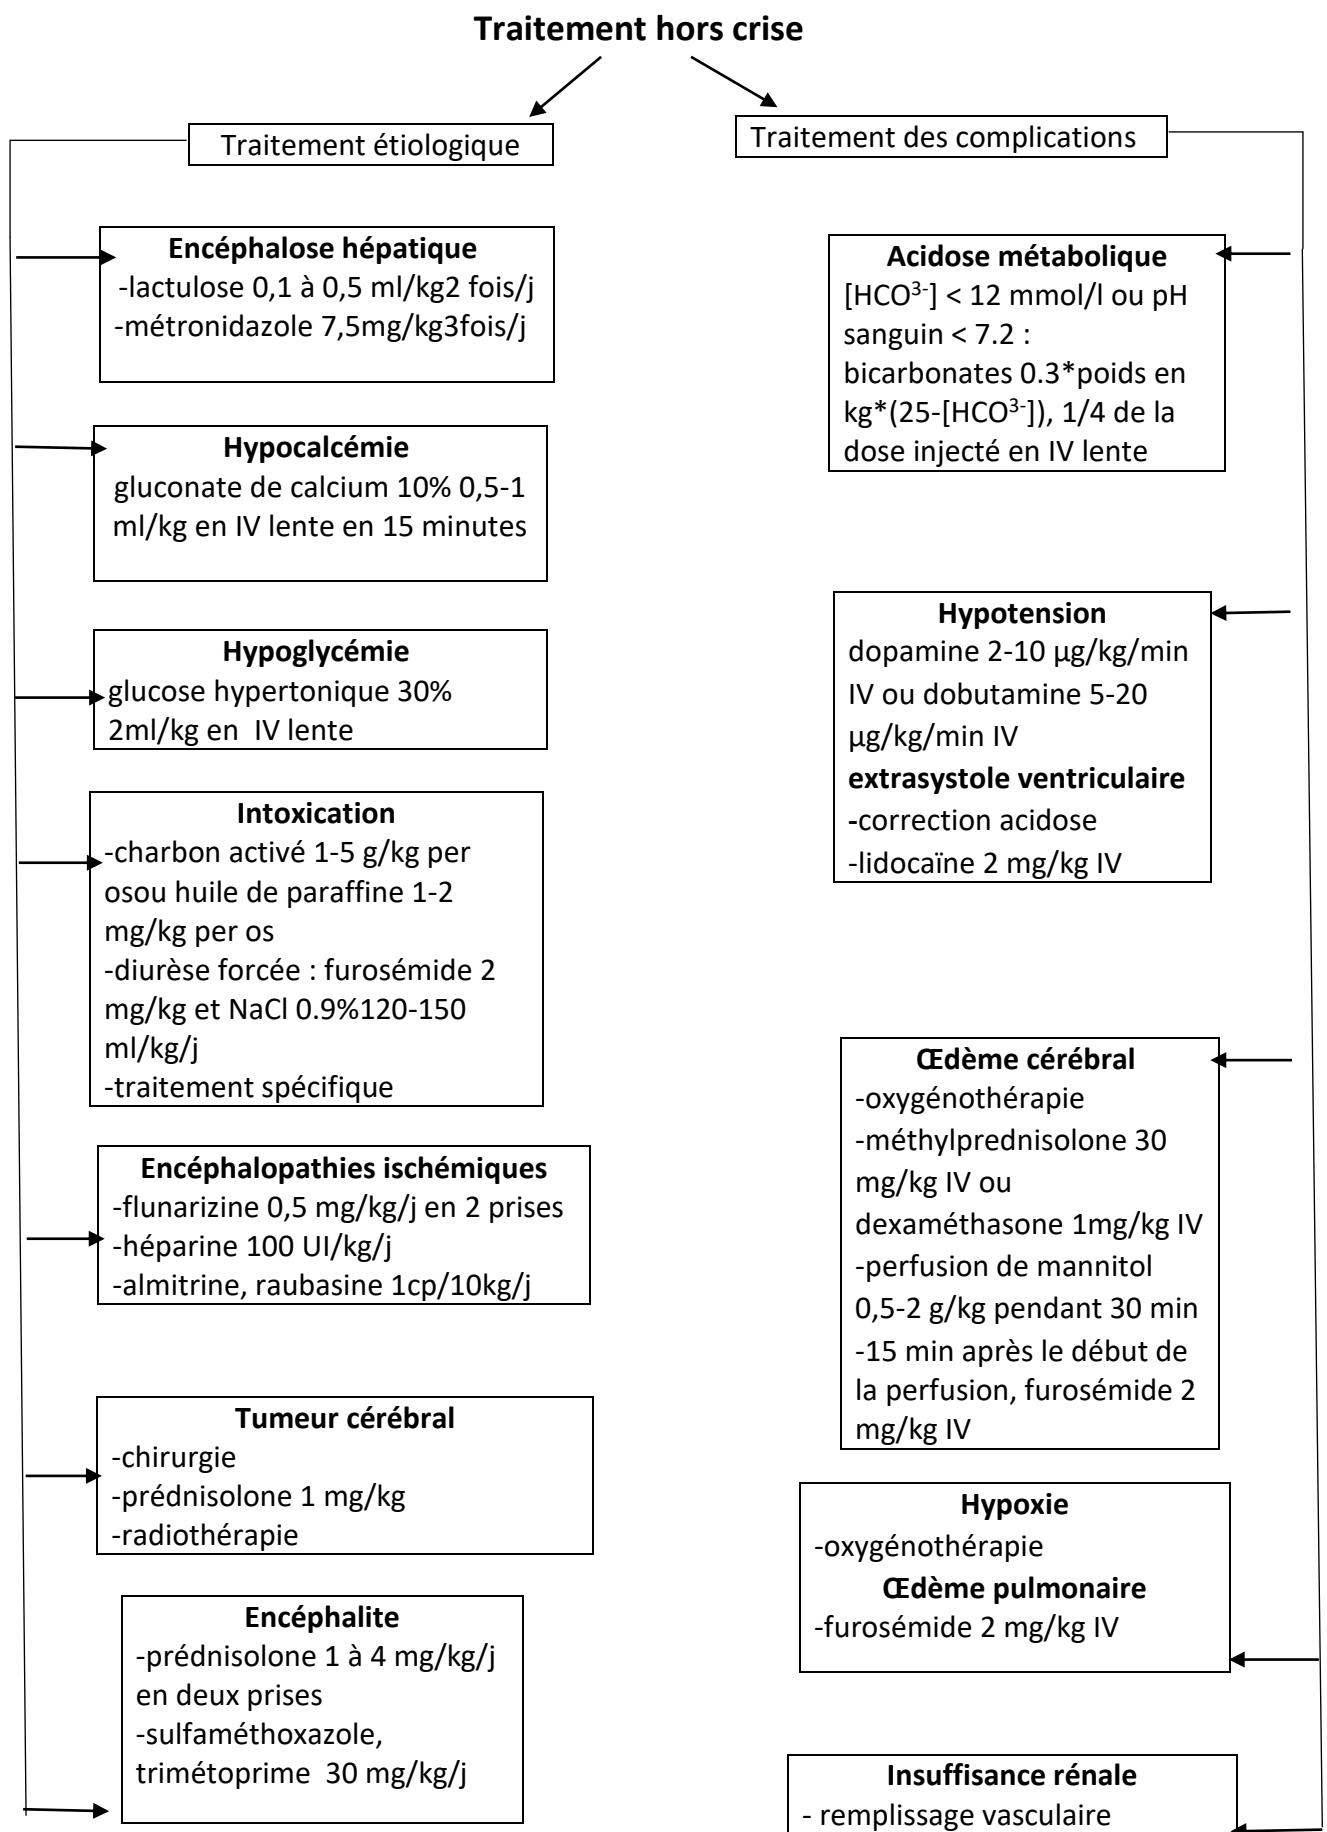 Traitement hors crise
Traitement étiologique
Traitement des complications
Encéphalose hépatique
-lactulose 0,1 à 0,5 ml/kg2 fois/j
-métronidazole 7,5mg/kg3fois/j
Hypocalcémie
gluconate de calcium 10% 0,5-1
ml/kg en IV lente en 15 minutes
Hypoglycémie
glucose hypertonique 30%
2ml/kg en IV lente
Intoxication
-charbon activé 1-5 g/kg per
osou huile de paraffine 1-2
mg/kg per os
-diurèse forcée : furosémide 2
mg/kg et NaCl 0.9%120-150
ml/kg/j
-traitement spécifique
Encéphalopathies ischémiques
-flunarizine 0,5 mg/kg/j en 2 prises
-héparine 100 UI/kg/j
-almitrine, raubasine 1cp/10kg/j
Tumeur cérébral
-chirurgie
-prédnisolone 1 mg/kg
-radiothérapie
Encéphalite
-prédnisolone 1 à 4 mg/kg/j
en deux prises
-sulfaméthoxazole,
trimétoprime 30 mg/kg/j
Acidose métabolique
[HCO³⁻] < 12 mmol/l ou pH
sanguin < 7.2 :
bicarbonates 0.3*poids en
kg*(25-[HCO³⁻]), 1/4 de la
dose injecté en IV lente
Hypotension
dopamine 2-10 µg/kg/min
IV ou dobutamine 5-20
µg/kg/min IV
extrasystole ventriculaire
-correction acidose
-lidocaïne 2 mg/kg IV
Œdème cérébral
-oxygénothérapie
-méthylprednisolone 30
mg/kg IV ou
dexaméthasone 1mg/kg IV
-perfusion de mannitol
0,5-2 g/kg pendant 30 min
-15 min après le début de
la perfusion, furosémide 2
mg/kg IV
Hypoxie
-oxygénothérapie
Œdème pulmonaire
-furosémide 2 mg/kg IV
Insuffisance rénale
- remplissage vasculaire